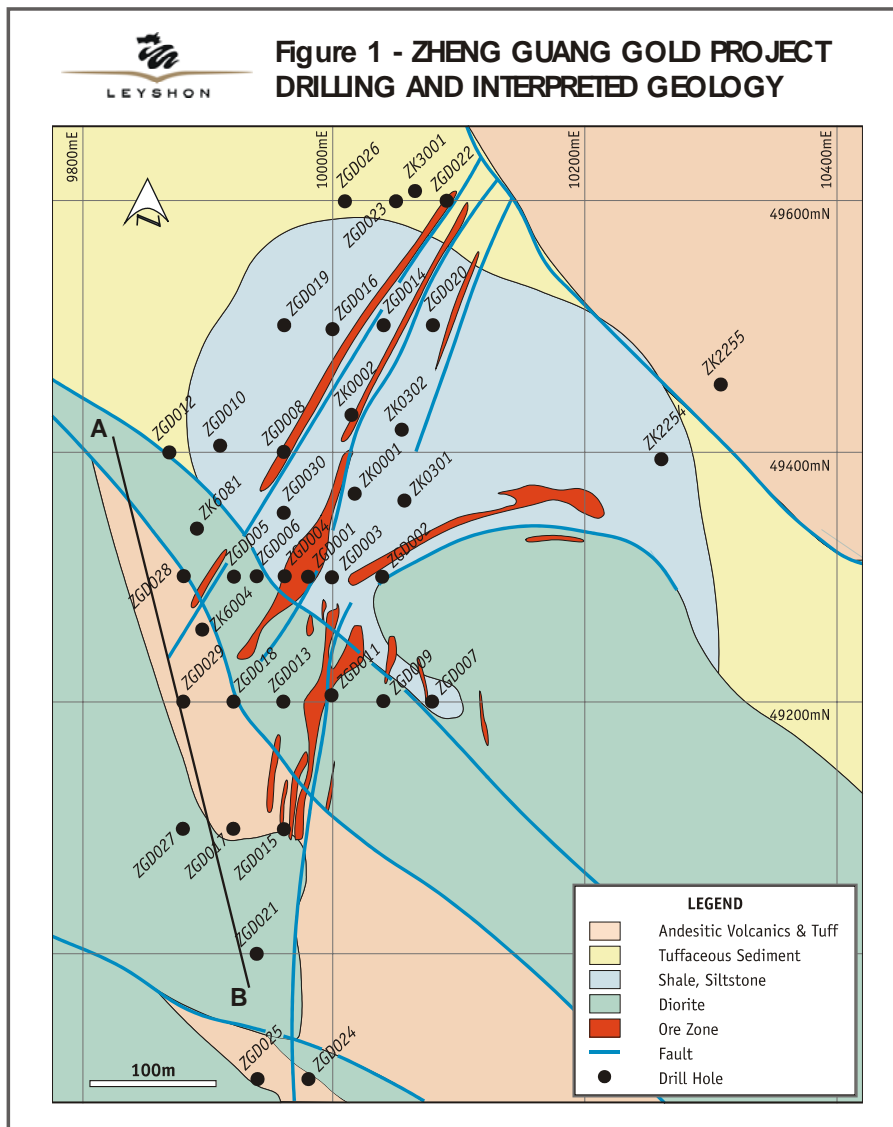 LEYSHON
Figure 1 - ZHENG GUANG GOLD PROJECT
DRILLING AND INTERPRETED GEOLOGY
9800mE
10000mE
10200mE
10400mE
ZGD026
ZK3001
ZGD022
ZGD023
49600mN
Z
ZGD019
ZGD016
ZGD014
ZGD020
ZK2255
ZK0002
ZK0302
ZGD012
ZGD010
ZGD008
ZK2254
A
49400mN
ZK6081
ZGD030
ZK0001
ZK0301
ZGD028
ZGD005
ZGD006
ZGD004
ZGD001
ZGD003
ZGD002
ZK6004
ZGD029
ZGD018
ZGD013
ZGD011
ZGD009
ZGD007
49200mN
ZGD027
ZGD017
ZGD015
ZGD021
B
ZGD025
ZGD024
100m
LEGEND
Andesitic Volcanics & Tuff
Tuffaceous Sediment
Shale, Siltstone
Diorite
Ore Zone
Fault
Drill Hole